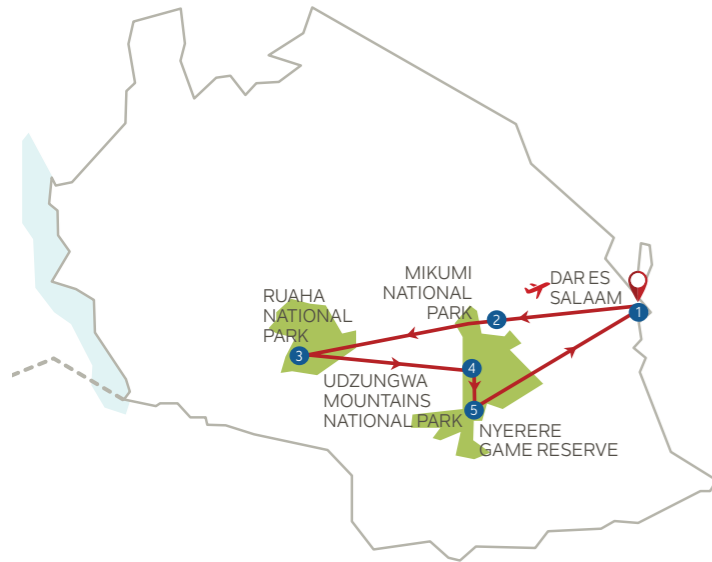 MIKUMI
NATIONAL
PARK
DAR ES
SALAAM
1
2
RUAHA
NATIONAL
PARK
3
4
UDZUNGWA
MOUNTAINS
NATIONAL PARK
5
NYERERE
GAME RESERVE